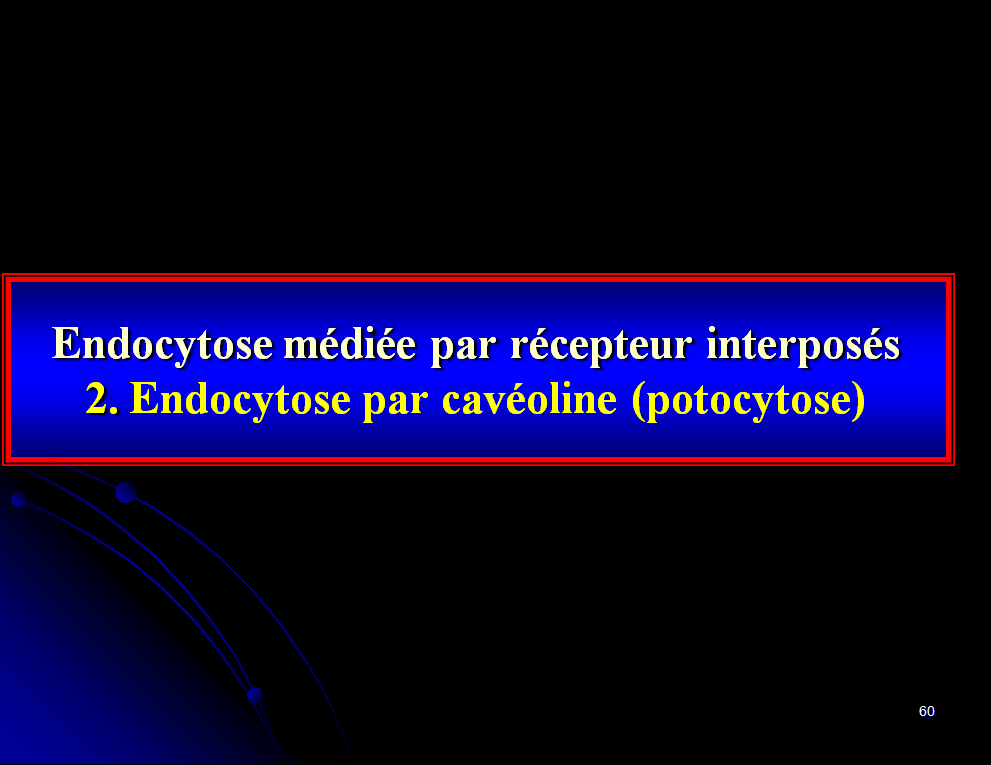 Endocytose médiée par récepteur interposés
2. Endocytose par cavéoline (potocytose)
60